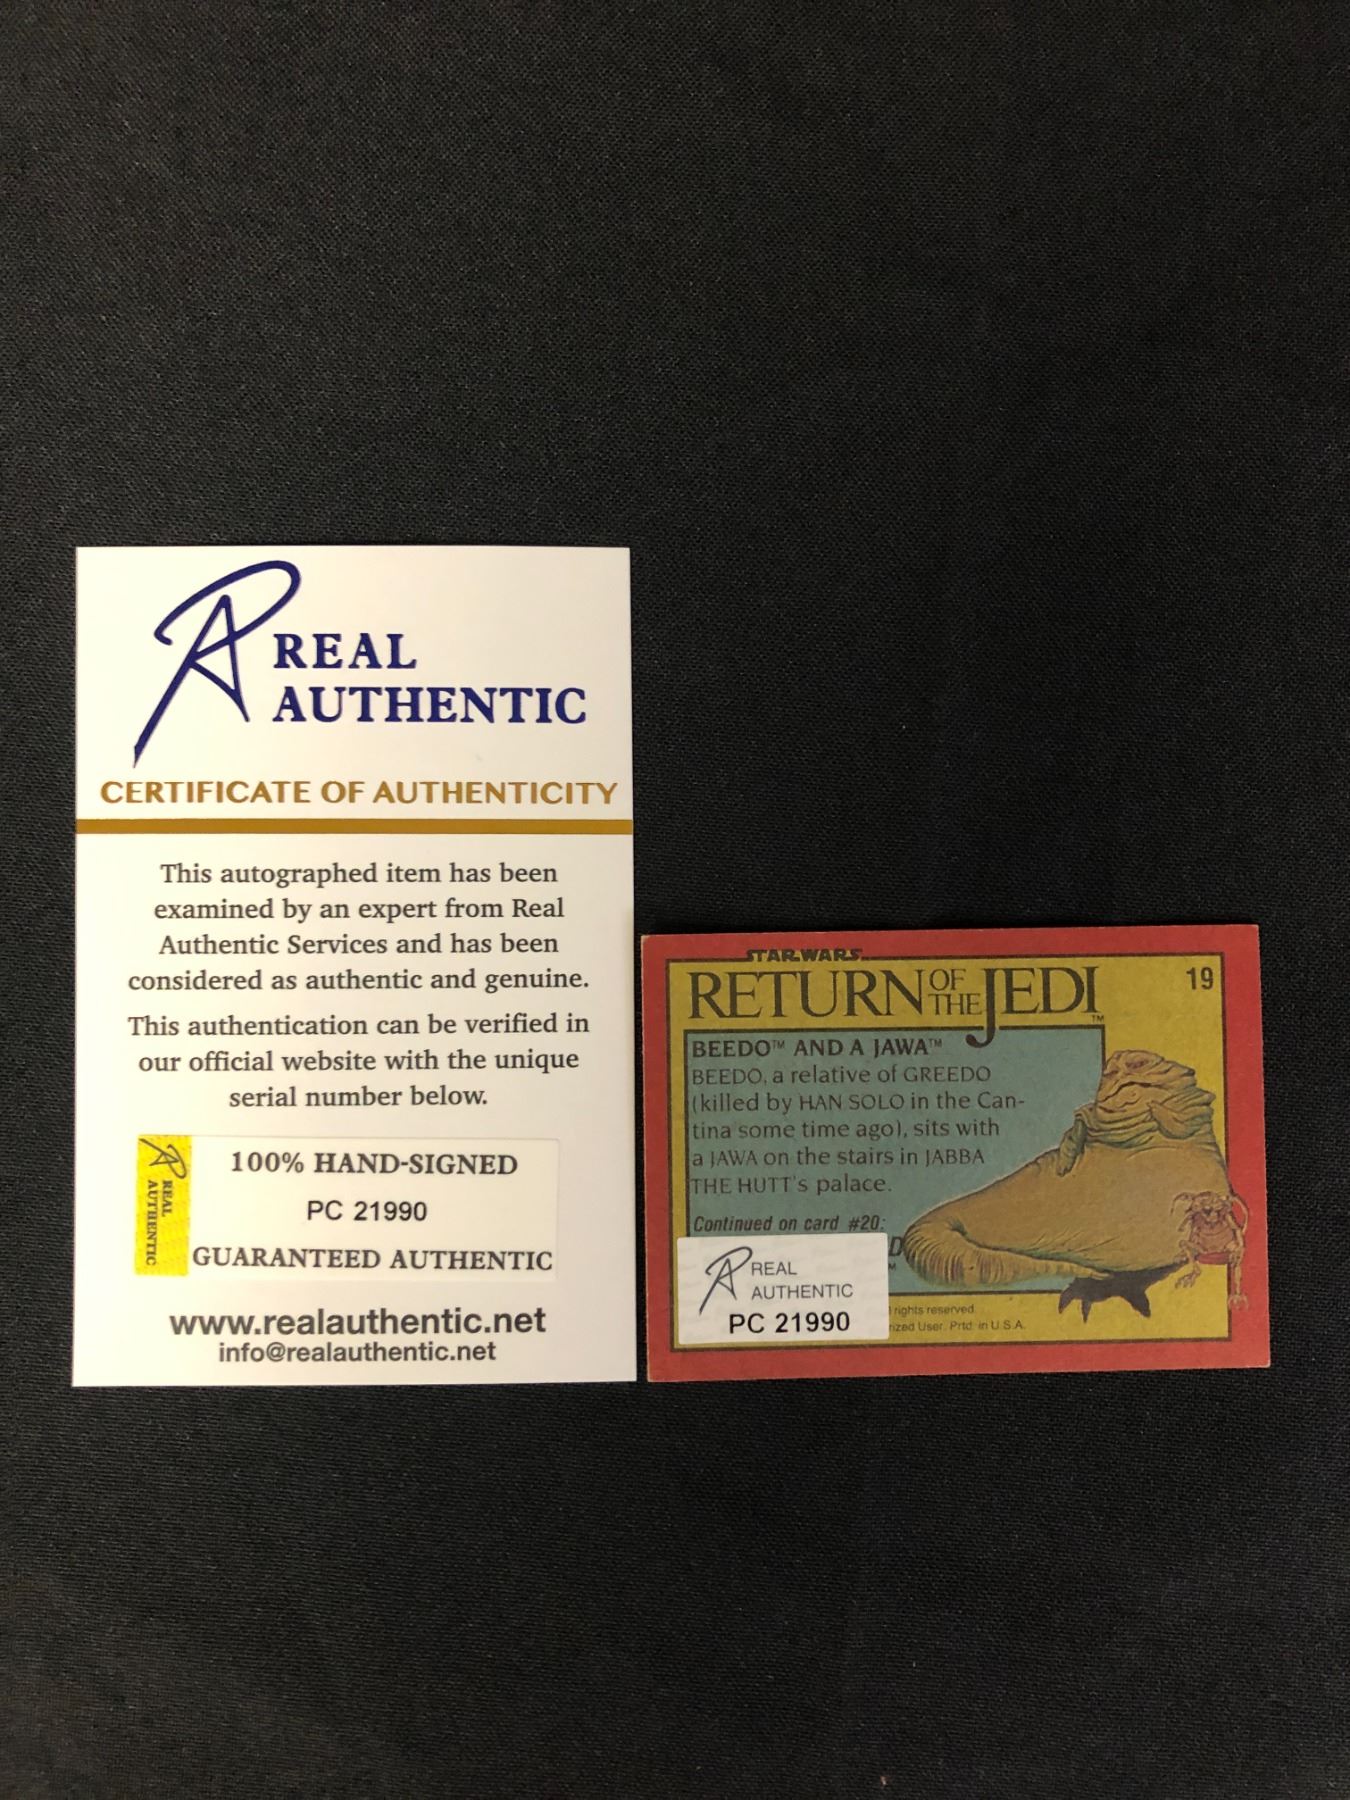 REAL
AUTHENTIC
CERTIFICATE OF AUTHENTICITY
This autographed item has been
examined by an expert from Real
Authentic Services and has been
considered as authentic and genuine.
This authentication can be verified in
our official website with the unique
serial number below.
REAL
AUTHENTIC
100% HAND-SIGNED
PC 21990
GUARANTEED AUTHENTIC
www.realauthentic.net
info@realauthentic.net
STAR WARS
RETURN OF THE JEDI™
19
BEEDO™ AND A JAWA™
BEEDO, a relative of GREEDO
(killed by HAN SOLO in the Can-
tina some time ago), sits with
a JAWA on the stairs in JABBA
THE HUTT's palace.
Continued on card #20:
REAL
AUTHENTIC
PC 21990
rights reserved.
User. Prtd. in U.S.A.